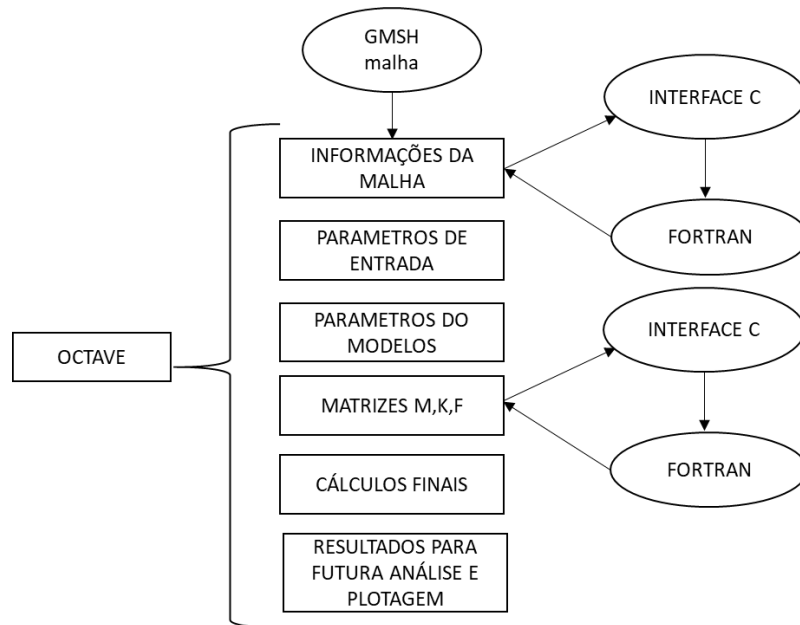 GMSH
malha
INTERFACE C
INFORMAÇÕES DA
MALHA
FORTRAN
PARAMETROS DE
ENTRADA
PARAMETROS DO
MODELOS
INTERFACE C
OCTAVE
MATRIZES M,K,F
FORTRAN
CÁLCULOS FINAIS
RESULTADOS PARA
FUTURA ANÁLISE E
PLOTAGEM